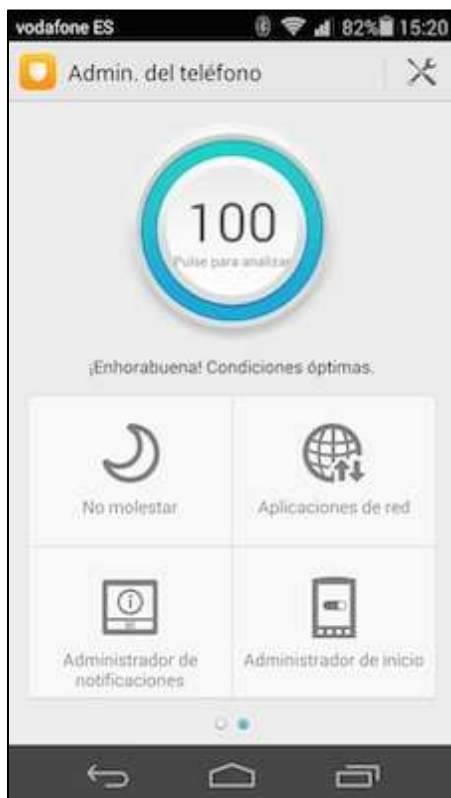 vodafone ES 82% 15:20
Admin. del teléfono
100
Pulse para analizar
¡Enhorabuena! Condiciones óptimas.
No molestar
Aplicaciones de red
Administrador de
notificaciones
Administrador de inicio